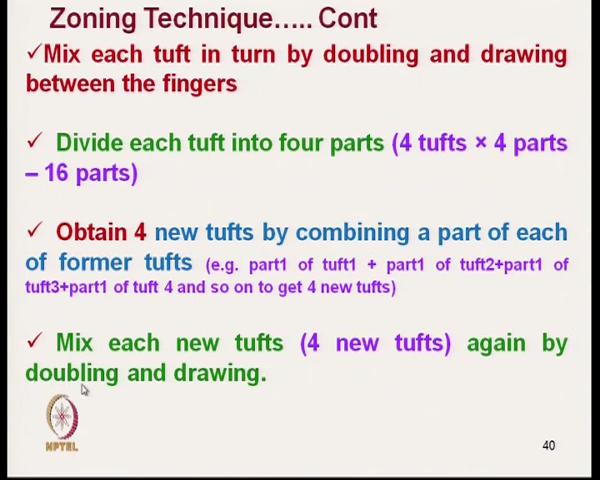 Zoning Technique..... Cont
✓Mix each tuft in turn by doubling and drawing
between the fingers
✓ Divide each tuft into four parts (4 tufts × 4 parts
– 16 parts)
✓ Obtain 4 new tufts by combining a part of each
of former tufts (e.g. part1 of tuft1 + part1 of tuft2+part1 of
tuft3+part1 of tuft 4 and so on to get 4 new tufts)
✓ Mix each new tufts (4 new tufts) again by
doubling and drawing.
NPTEL
40